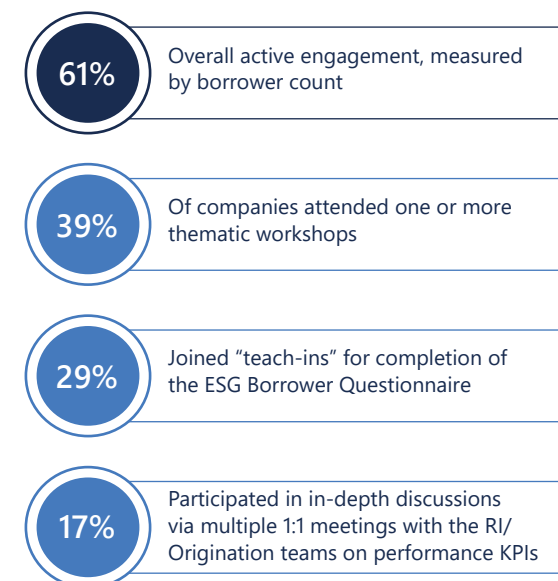 61%
Overall active engagement, measured
by borrower count
39%
Of companies attended one or more
thematic workshops
29%
Joined “teach-ins” for completion of
the ESG Borrower Questionnaire
17%
Participated in in-depth discussions
via multiple 1:1 meetings with the RI/
Origination teams on performance KPIs